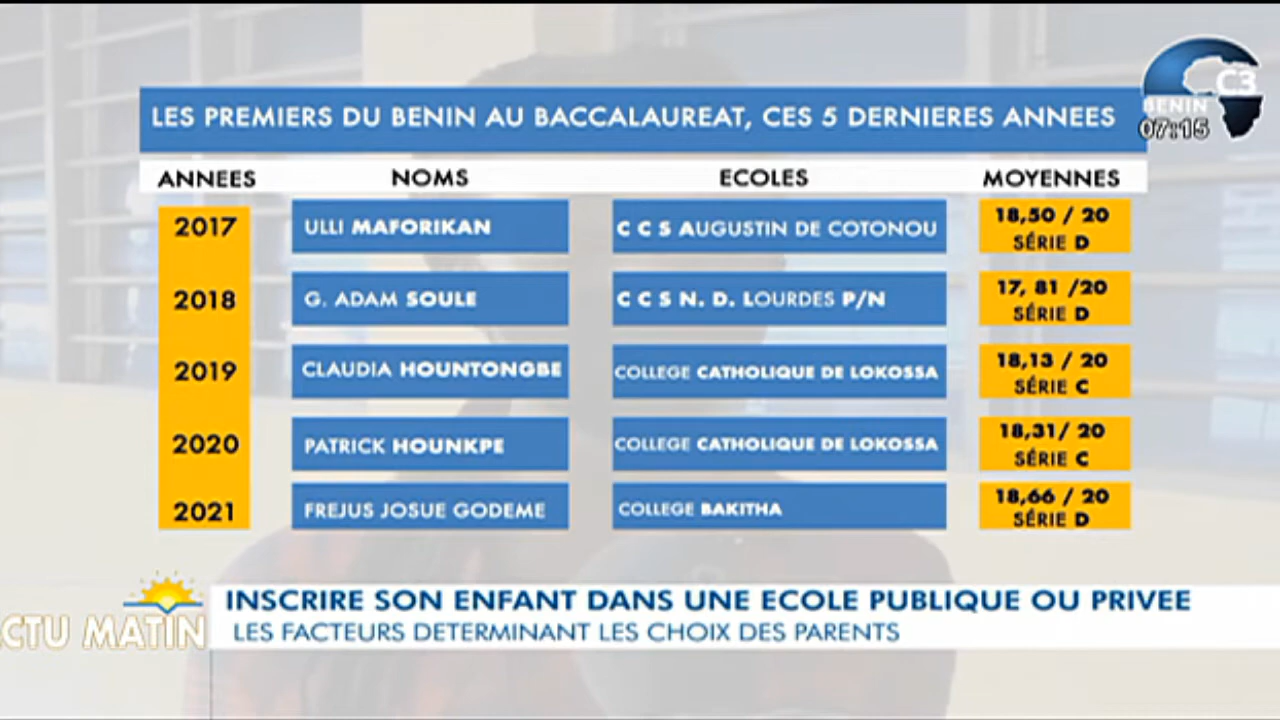 LES PREMIERS DU BENIN AU BACCALAUREAT, CES 5 DERNIERES ANNEES
C3
BENIN
07:15
ANNEES NOMS ECOLES MOYENNES
2017 ULLI MAFORIKAN C C S AUGUSTIN DE COTONOU 18,50 / 20
SÉRIE D
2018 G. ADAM SOULE C C S N. D. LOURDES P/N 17, 81 /20
SÉRIE D
2019 CLAUDIA HOUNTONGBE COLLEGE CATHOLIQUE DE LOKOSSA 18,13 / 20
SÉRIE C
2020 PATRICK HOUNKPE COLLEGE CATHOLIQUE DE LOKOSSA 18,31/ 20
SÉRIE C
2021 FREJUS JOSUE GODEME COLLEGE BAKITHA 18,66 / 20
SÉRIE D
INSCRIRE SON ENFANT DANS UNE ECOLE PUBLIQUE OU PRIVEE
CTU MATIN LES FACTEURS DETERMINANT LES CHOIX DES PARENTS